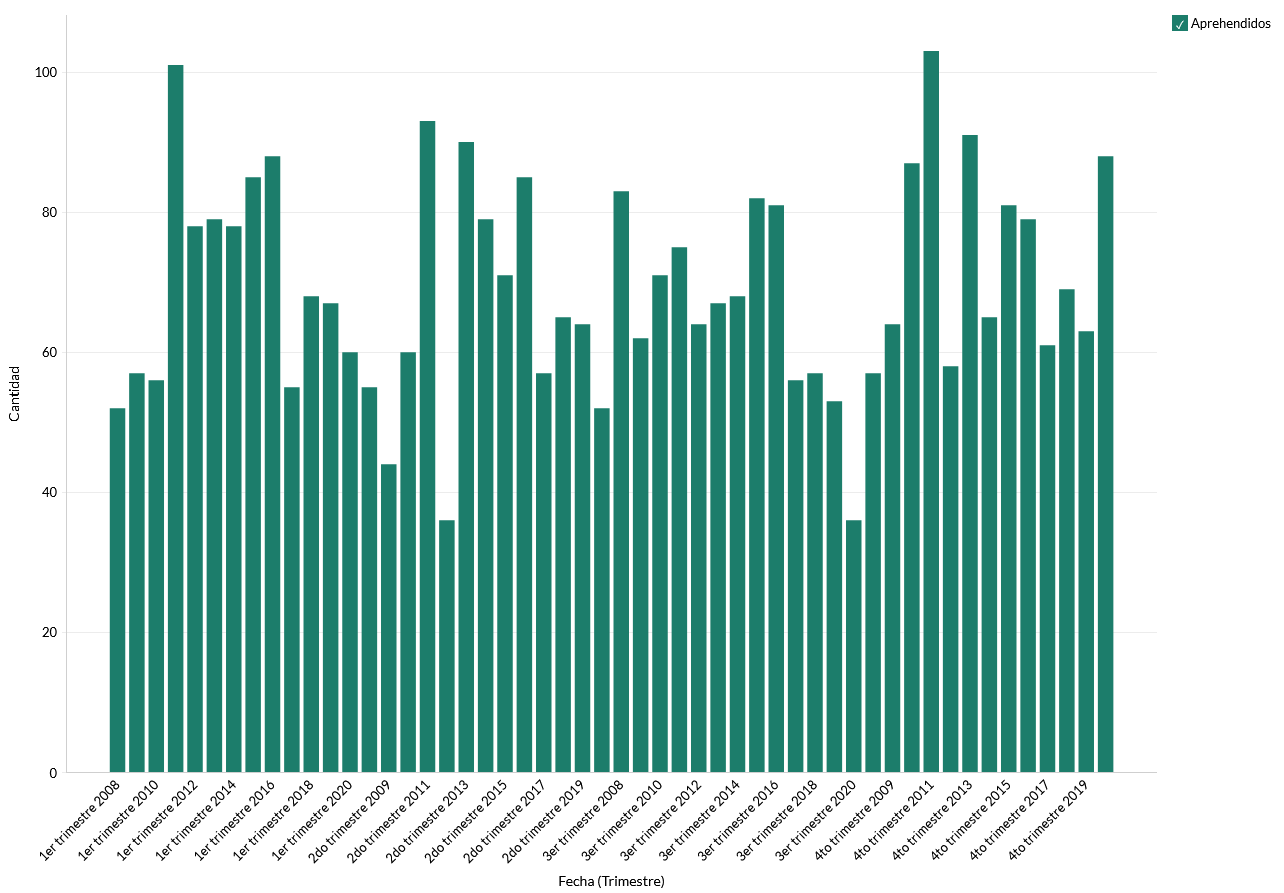 Aprehendidos
100
80
60
40
20
0
Cantidad
1er trimestre 2008
1er trimestre 2010
1er trimestre 2012
1er trimestre 2014
1er trimestre 2016
1er trimestre 2018
1er trimestre 2020
2do trimestre 2009
2do trimestre 2011
2do trimestre 2013
2do trimestre 2015
2do trimestre 2017
2do trimestre 2019
3er trimestre 2008
3er trimestre 2010
3er trimestre 2012
3er trimestre 2014
3er trimestre 2016
3er trimestre 2018
3er trimestre 2020
4to trimestre 2009
4to trimestre 2011
4to trimestre 2013
4to trimestre 2015
4to trimestre 2017
4to trimestre 2019
Fecha (Trimestre)